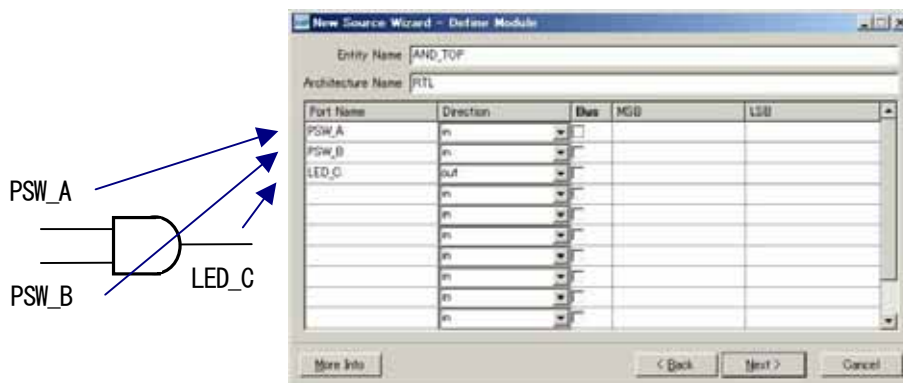 New Source Wizard - Define Module
Entity Name AND_TOP
Architecture Name RTL
Port Name Direction Bus MSB LSB
PSW_A in
PSW_B in
LED_C out
in
in
in
in
in
in
in
More Info < Back Next > Cancel
PSW_A
LED_C
PSW_B